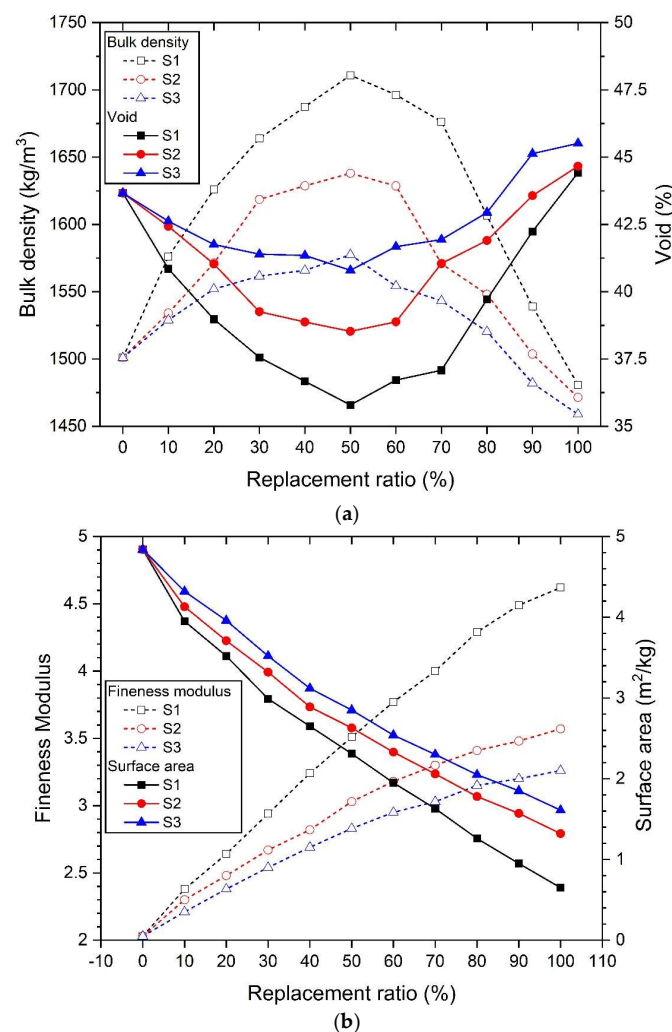 1750
1700
1650
1600
1550
1500
1450
Bulk density (kg/m³)
Bulk density
S1
S2
S3
Void
S1
S2
S3
50
47.5
45
42.5
40
37.5
35
Void (%)
0 10 20 30 40 50 60 70 80 90 100
Replacement ratio (%)
(a)
5
4.5
4
3.5
3
2.5
2
Fineness Modulus
Fineness modulus
S1
S2
S3
Surface area
S1
S2
S3
5
4
3
2
1
0
Surface area (m²/kg)
-10 0 10 20 30 40 50 60 70 80 90 100 110
Replacement ratio (%)
(b)